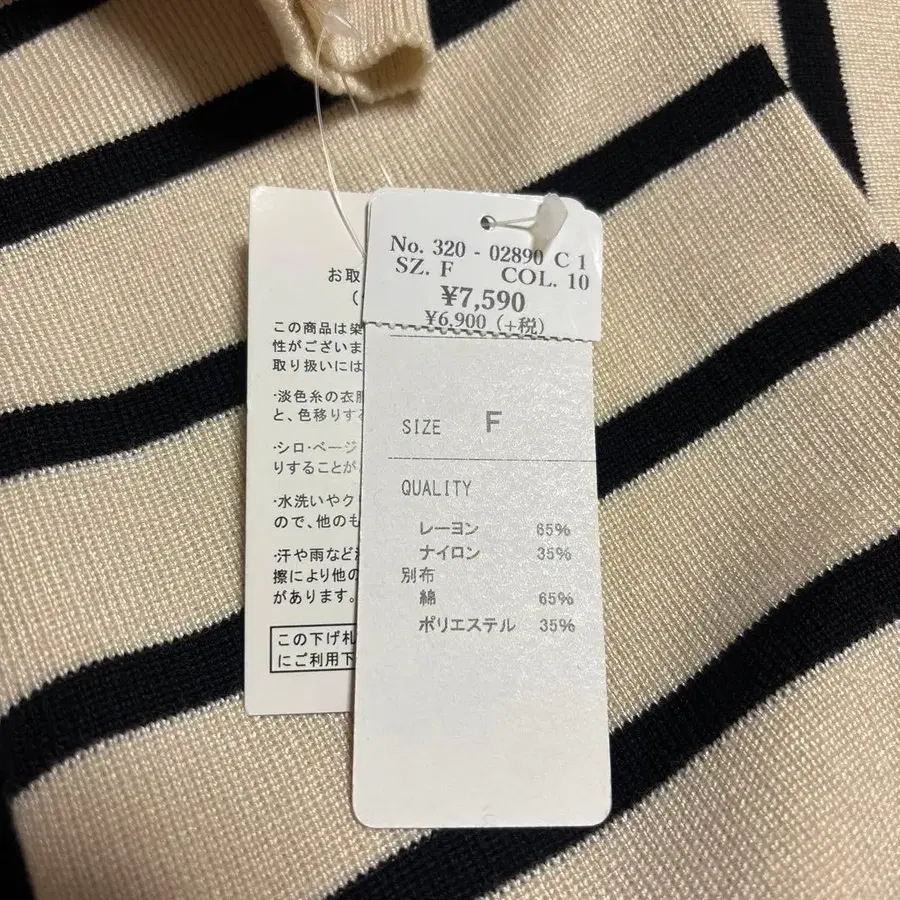 No. 320 - 02890 C 1
SZ. F COL. 10
¥7,590
¥6,900 (+税)
SIZE F
QUALITY
レーヨン 65%
ナイロン 35%
別布
綿 65%
ポリエステル 35%
お取
(
この商品は染
性がございま
取り扱いには
・淡色糸の衣服
と、色移りする
・シロ・ベージ
りすることが
・水洗いやク
ので、他のも
・汗や雨など
擦により他の
があります。
この下げ札
にご利用下